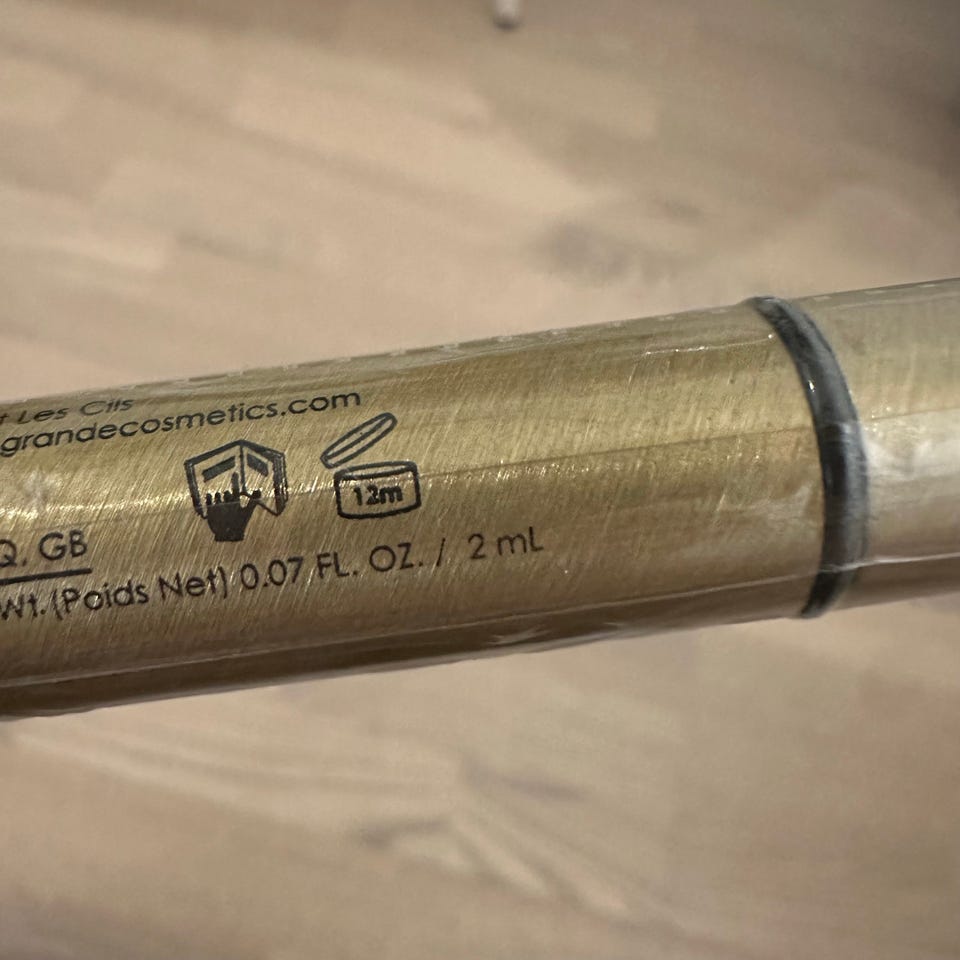 t Les Cils
grandecosmetics.com
12m
Q, GB
Wt. (Poids Net) 0.07 FL. OZ. / 2 mL